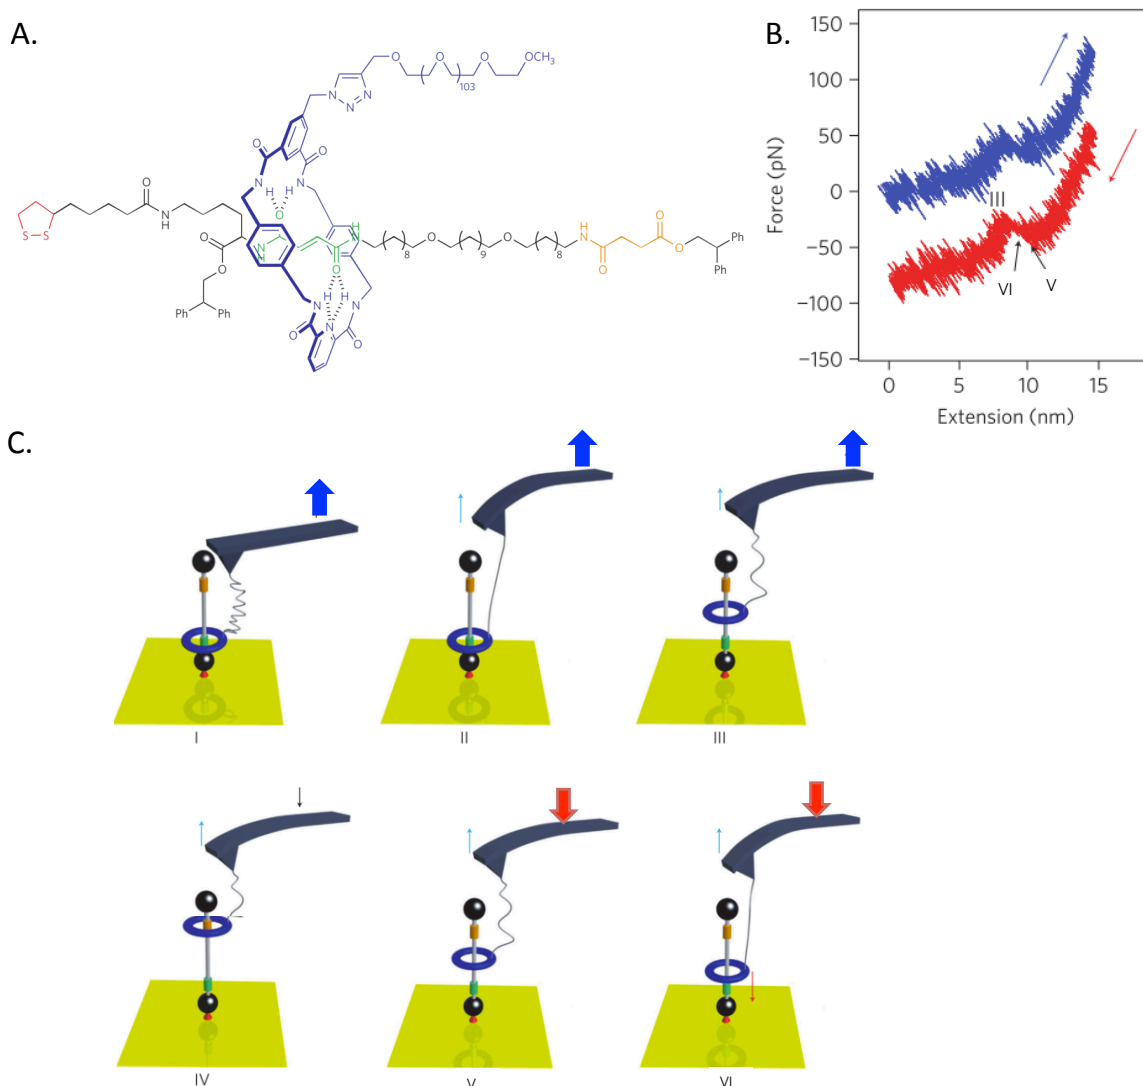 A.
B.
O
O
O
OCH₃
103
N
N
N
O
O
N
H
N
H
O
O
N
H
S
S
O
O
Ph
Ph
N
H
O
N
H
O
8
O
9
O
8
H
N
O
O
O
Ph
Ph
H
H
N
N
N
O
O
Force (pN)
150
100
50
0
−50
−100
−150
III
VI
V
0
5
10
15
Extension (nm)
C.
I
II
III
IV
V
VI